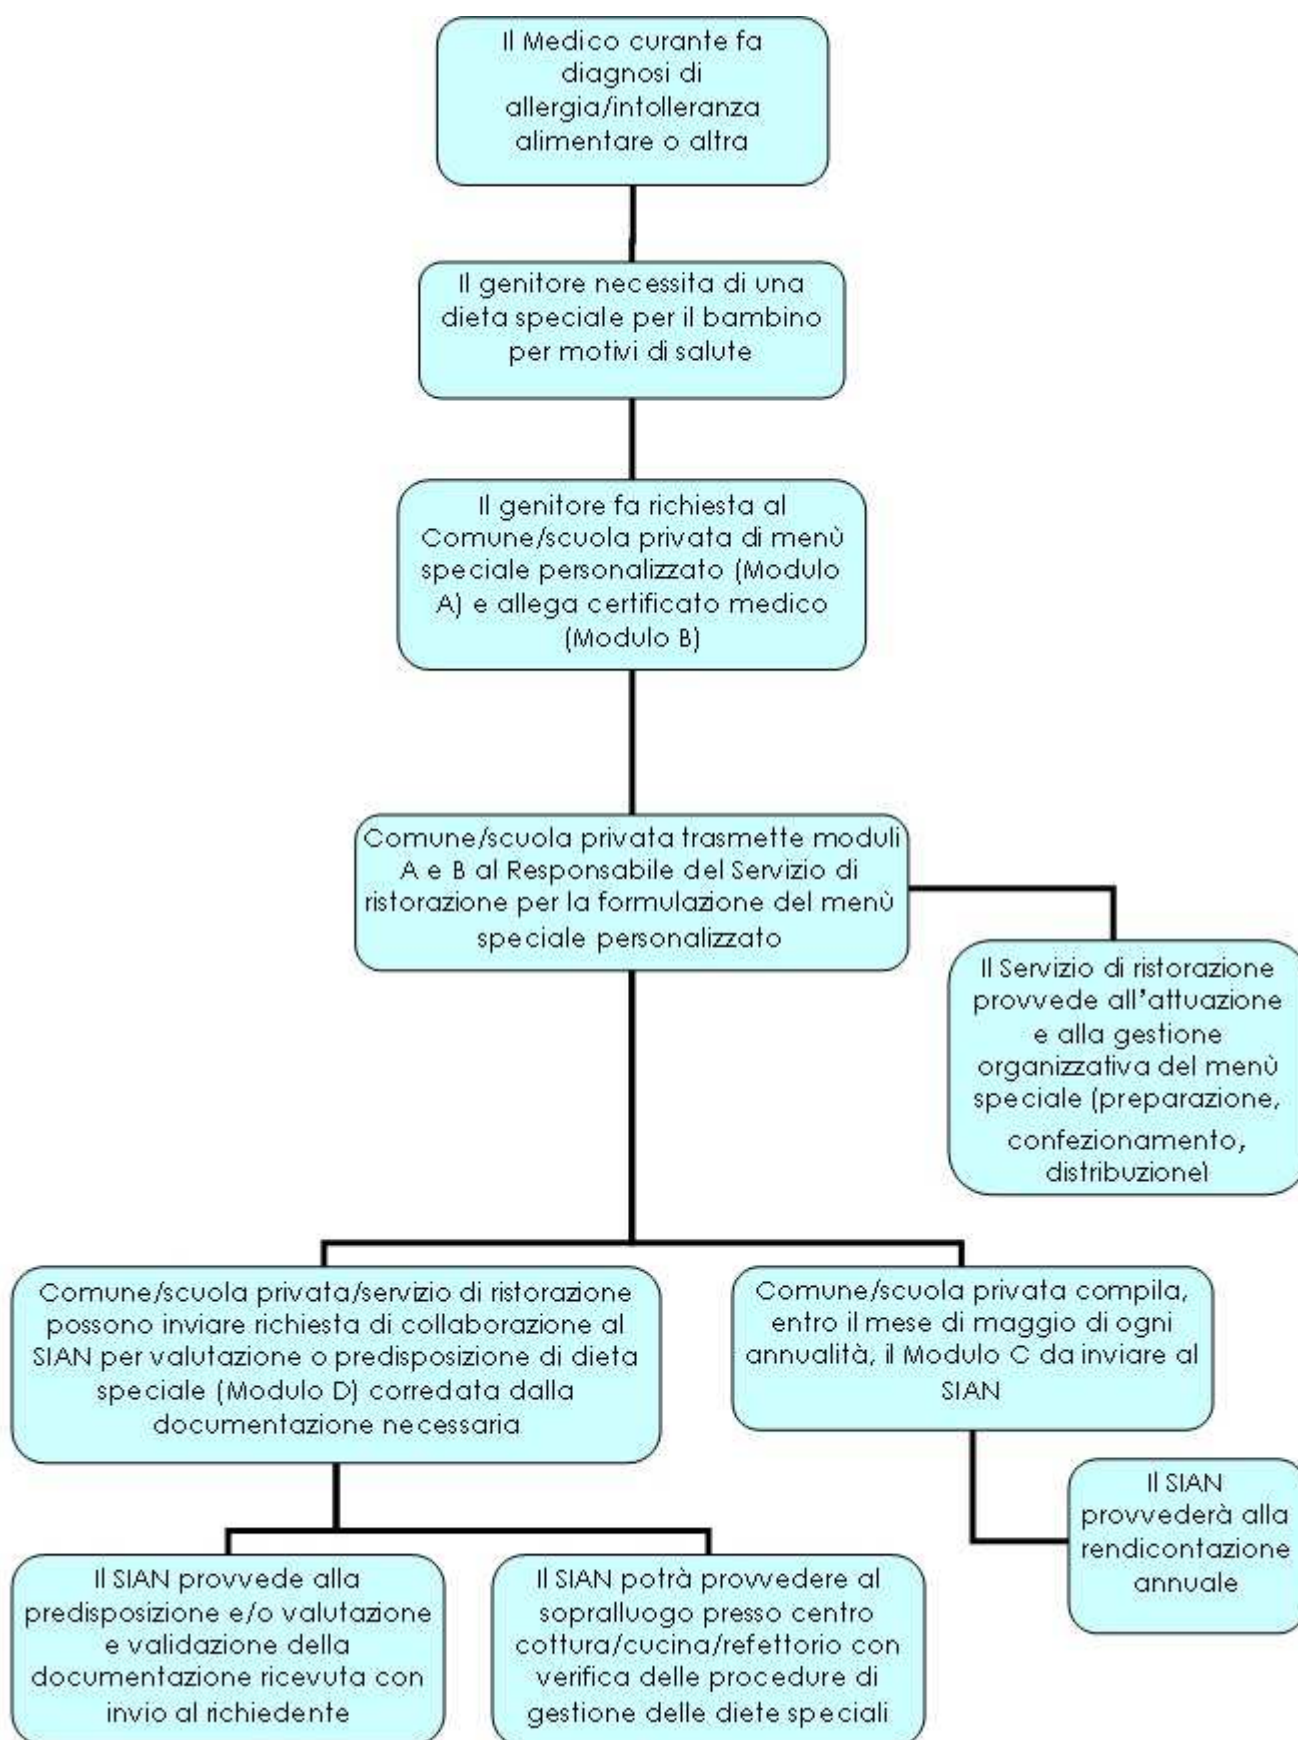 Il Medico curante fa
diagnosi di
allergia/intolleranza
alimentare o altra
Il genitore necessita di una
dieta speciale per il bambino
per motivi di salute
Il genitore fa richiesta al
Comune/scuola privata di menù
speciale personalizzato (Modulo
A) e allega certificato medico
(Modulo B)
Comune/scuola privata trasmette moduli
A e B al Responsabile del Servizio di
ristorazione per la formulazione del menù
speciale personalizzato
Il Servizio di ristorazione
provvede all'attuazione
e alla gestione
organizzativa del menù
speciale (preparazione,
confezionamento,
distribuzione)
Comune/scuola privata/servizio di ristorazione
possono inviare richiesta di collaborazione al
SIAN per valutazione o predisposizione di dieta
speciale (Modulo D) corredata dalla
documentazione necessaria
Comune/scuola privata compila,
entro il mese di maggio di ogni
annualità, il Modulo C da inviare al
SIAN
Il SIAN
provvederà alla
rendicontazione
annuale
Il SIAN provvede alla
predisposizione e/o valutazione
e validazione della
documentazione ricevuta con
invio al richiedente
Il SIAN potrà provvedere al
sopralluogo presso centro
cottura/cucina/refettorio con
verifica delle procedure di
gestione delle diete speciali